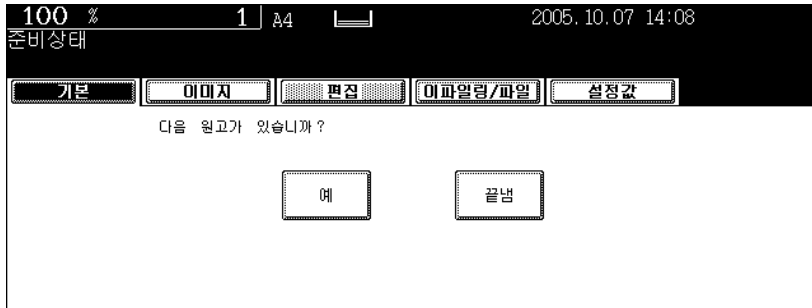 100 % 1 A4 2005.10.07 14:08
준비상태
기본 이미지 편집 이파일링/파일 설정값
다음 원고가 있습니까?
예 끝냄